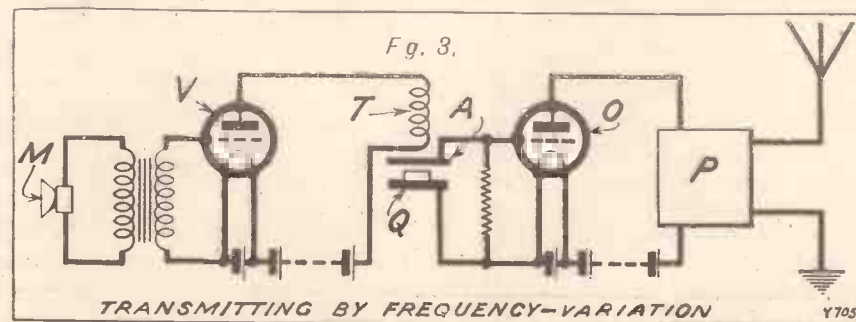 Fg. 3.
V
T
A
O
M
P
Q
TRANSMITTING BY FREQUENCY-VARIATION
Y705